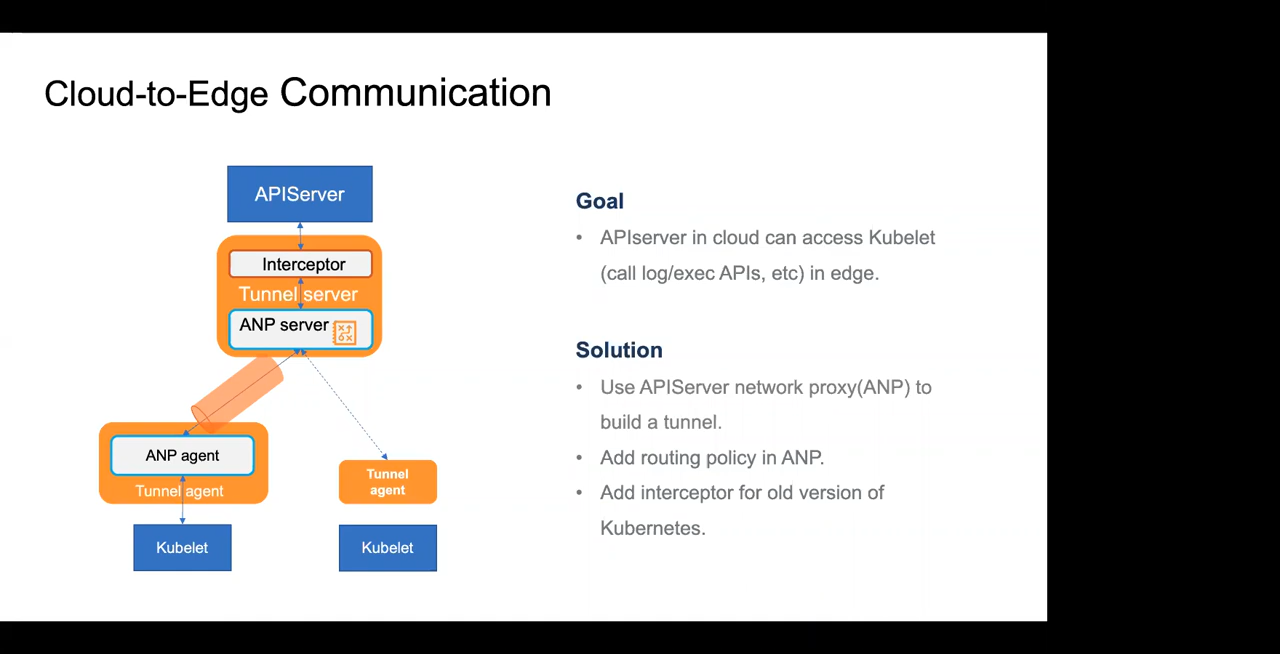 Cloud-to-Edge Communication
APIServer
Interceptor
Tunnel server
ANP server
ANP agent
Tunnel agent
Kubelet
Tunnel
agent
Kubelet
Goal
• APIserver in cloud can access Kubelet
(call log/exec APIs, etc) in edge.
Solution
• Use APIServer network proxy(ANP) to
build a tunnel.
• Add routing policy in ANP.
• Add interceptor for old version of
Kubernetes.